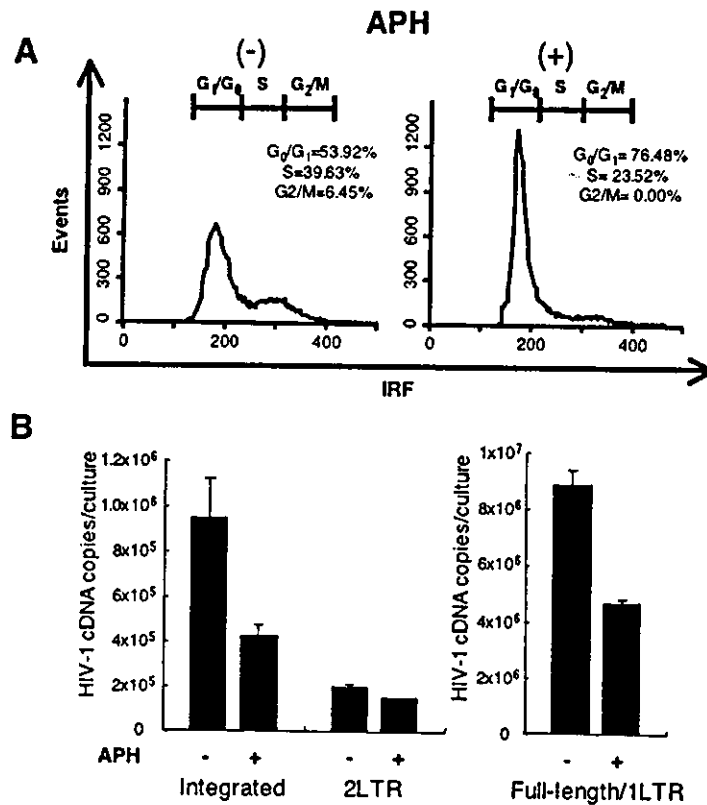 APH
A
(-)
(+)
G1/G0 S G2/M
G1/G0 S G2/M
G0/G1=53.92%
S=39.63%
G2/M=6.45%
G0/G1= 76.48%
S= 23.52%
G2/M= 0.00%
Events
1200
900
600
300
0
1200
900
600
300
0
0 200 400
0 200 400
IRF
B
HIV-1 cDNA copies/culture
1.2x10⁶
1.0x10⁶
8x10⁵
6x10⁵
4x10⁵
2x10⁵
0
HIV-1 cDNA copies/culture
1x10⁷
8x10⁶
6x10⁶
4x10⁶
2x10⁶
0
APH - + - + - +
Integrated 2LTR Full-length/1LTR